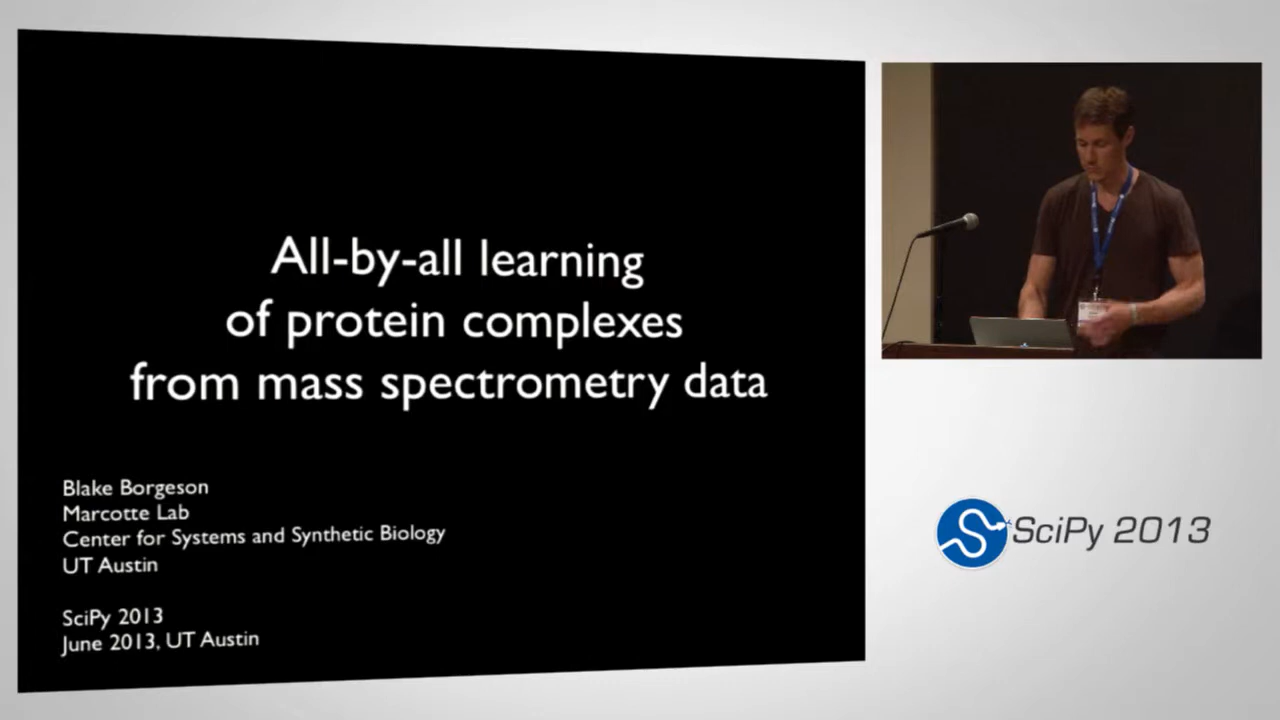 All-by-all learning
of protein complexes
from mass spectrometry data
Blake Borgeson
Marcotte Lab
Center for Systems and Synthetic Biology
UT Austin
SciPy 2013
June 2013, UT Austin
SciPy 2013